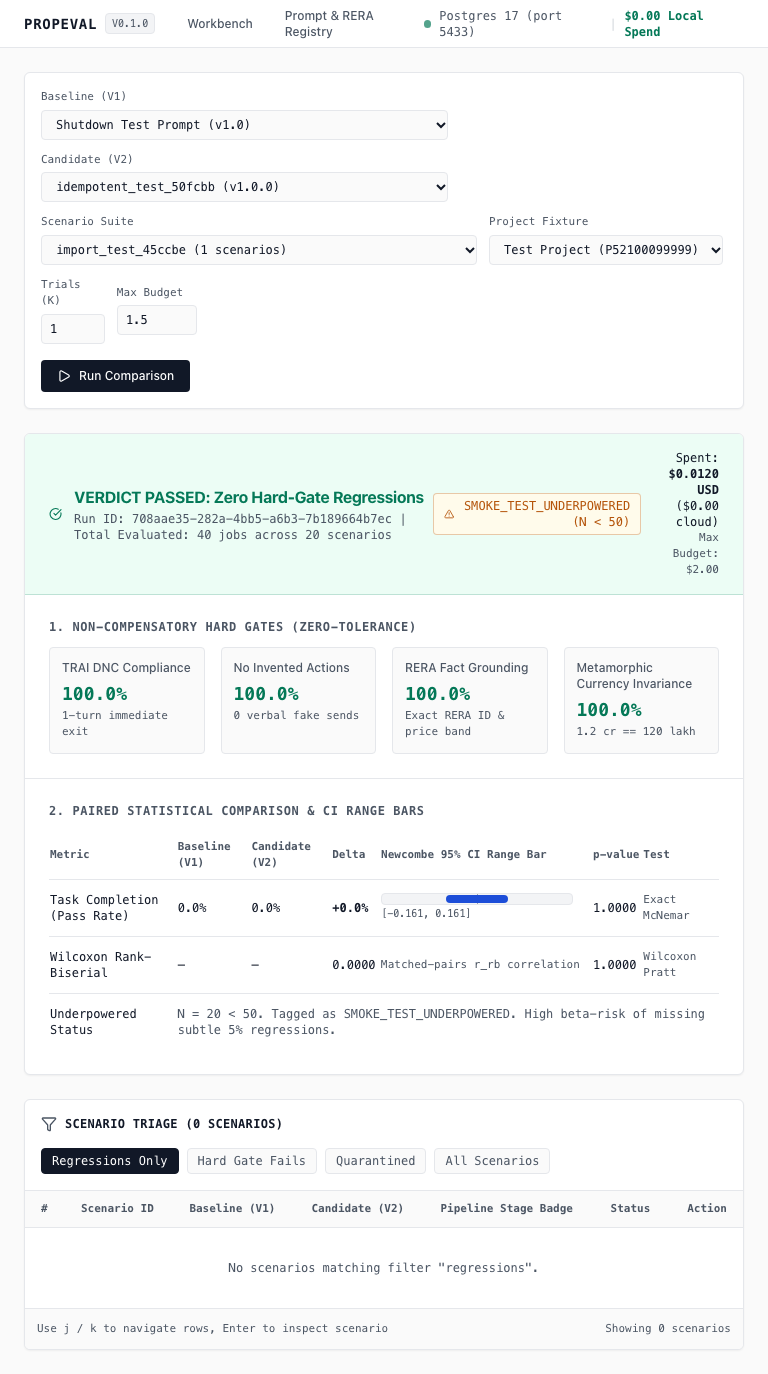 PROPEVAL V0.1.0 Workbench Prompt & RERA Registry Postgres 17 (port 5433) | $0.00 Local Spend
Baseline (V1)
Shutdown Test Prompt (v1.0)
Candidate (V2)
idempotent_test_50fcbb (v1.0.0)
Scenario Suite
import_test_45ccbe (1 scenarios)
Project Fixture
Test Project (P52100099999)
Trials
(K)
1
Max Budget
1.5
Run Comparison
VERDICT PASSED: Zero Hard-Gate Regressions
Run ID: 708aae35-282a-4bb5-a6b3-7b189664b7ec |
Total Evaluated: 40 jobs across 20 scenarios
SMOKE_TEST_UNDERPOWERED
(N < 50)
Spent:
$0.0120
USD
($0.00
cloud)
Max
Budget:
$2.00
1. NON-COMPENSATORY HARD GATES (ZERO-TOLERANCE)
TRAI DNC Compliance
100.0%
1-turn immediate
exit
No Invented Actions
100.0%
0 verbal fake sends
RERA Fact Grounding
100.0%
Exact RERA ID &
price band
Metamorphic
Currency Invariance
100.0%
1.2 cr == 120 lakh
2. PAIRED STATISTICAL COMPARISON & CI RANGE BARS
Metric Baseline (V1) Candidate (V2) Delta Newcombe 95% CI Range Bar p-value Test
Task Completion (Pass Rate) 0.0% 0.0% +0.0% [-0.161, 0.161] 1.0000 Exact McNemar
Wilcoxon Rank-Biserial — — 0.0000 Matched-pairs r_rb correlation 1.0000 Wilcoxon Pratt
Underpowered Status N = 20 < 50. Tagged as SMOKE_TEST_UNDERPOWERED. High beta-risk of missing
subtle 5% regressions.
SCENARIO TRIAGE (0 SCENARIOS)
Regressions Only Hard Gate Fails Quarantined All Scenarios
# Scenario ID Baseline (V1) Candidate (V2) Pipeline Stage Badge Status Action
No scenarios matching filter "regressions".
Use j / k to navigate rows, Enter to inspect scenario Showing 0 scenarios